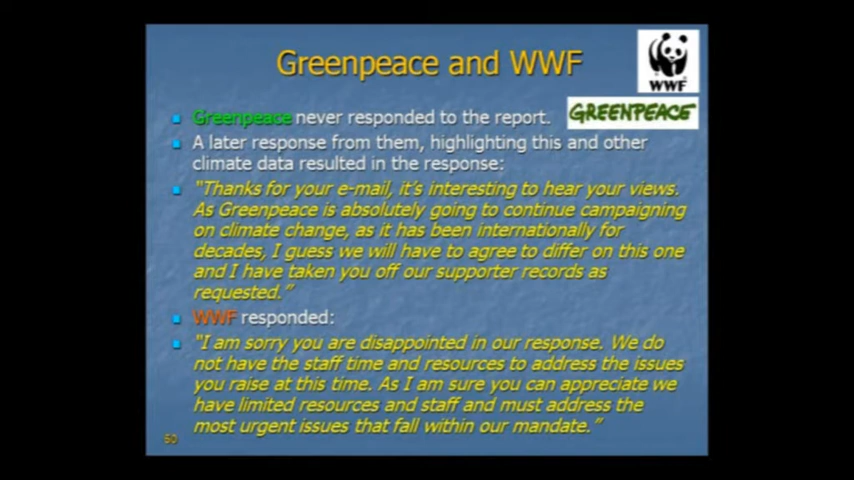 Greenpeace and WWF
WWF
GREENPEACE
Greenpeace never responded to the report.
A later response from them, highlighting this and other
climate data resulted in the response:
"Thanks for your e-mail, it's interesting to hear your views.
As Greenpeace is absolutely going to continue campaigning
on climate change, as it has been internationally for
decades, I guess we will have to agree to differ on this one
and I have taken you off our supporter records as
requested."
WWF responded:
"I am sorry you are disappointed in our response. We do
not have the staff time and resources to address the issues
you raise at this time. As I am sure you can appreciate we
have limited resources and staff and must address the
most urgent issues that fall within our mandate."
50